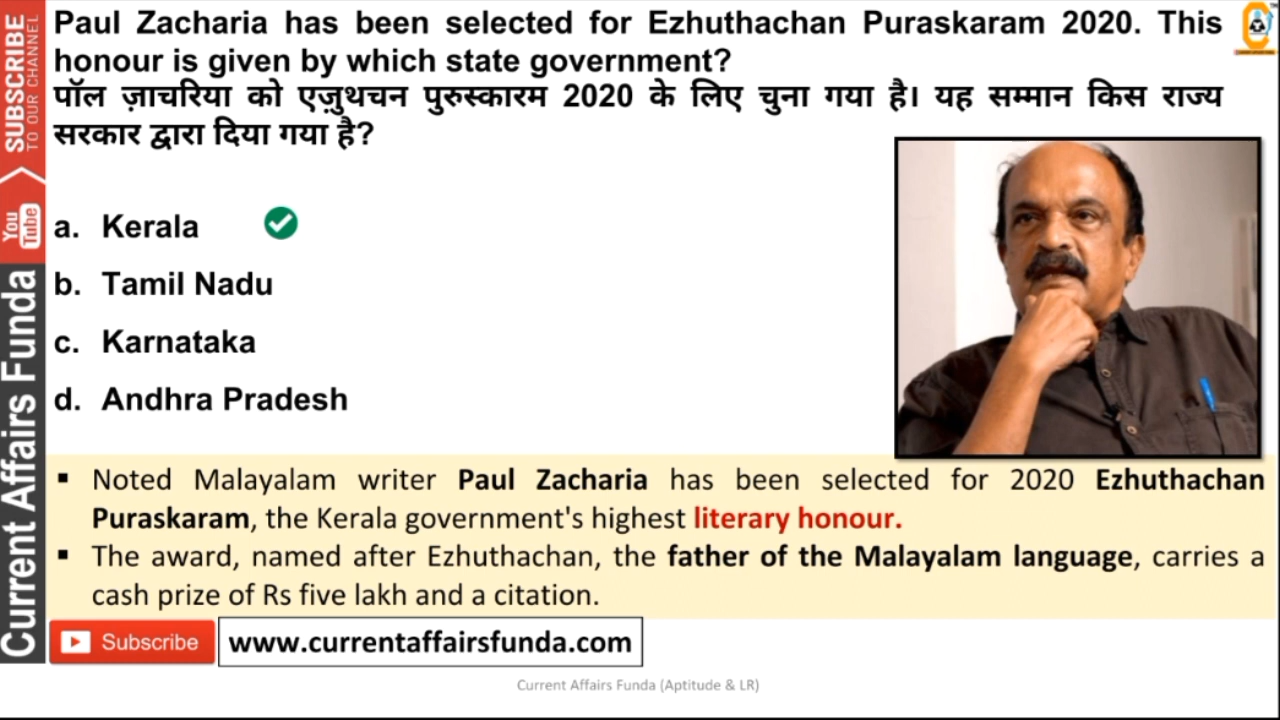 Paul Zacharia has been selected for Ezhuthachan Puraskaram 2020. This
honour is given by which state government?
पॉल ज़ाचरिया को एज़ुथचन पुरुस्कारम 2020 के लिए चुना गया है। यह सम्मान किस राज्य
सरकार द्वारा दिया गया है?
a. Kerala
b. Tamil Nadu
c. Karnataka
d. Andhra Pradesh
▪ Noted Malayalam writer Paul Zacharia has been selected for 2020 Ezhuthachan
Puraskaram, the Kerala government's highest literary honour.
▪ The award, named after Ezhuthachan, the father of the Malayalam language, carries a
cash prize of Rs five lakh and a citation.
Subscribe
www.currentaffairsfunda.com
Current Affairs Funda (Aptitude & LR)
SUBSCRIBE
TO OUR CHANNEL
You
Tube
Current Affairs Funda